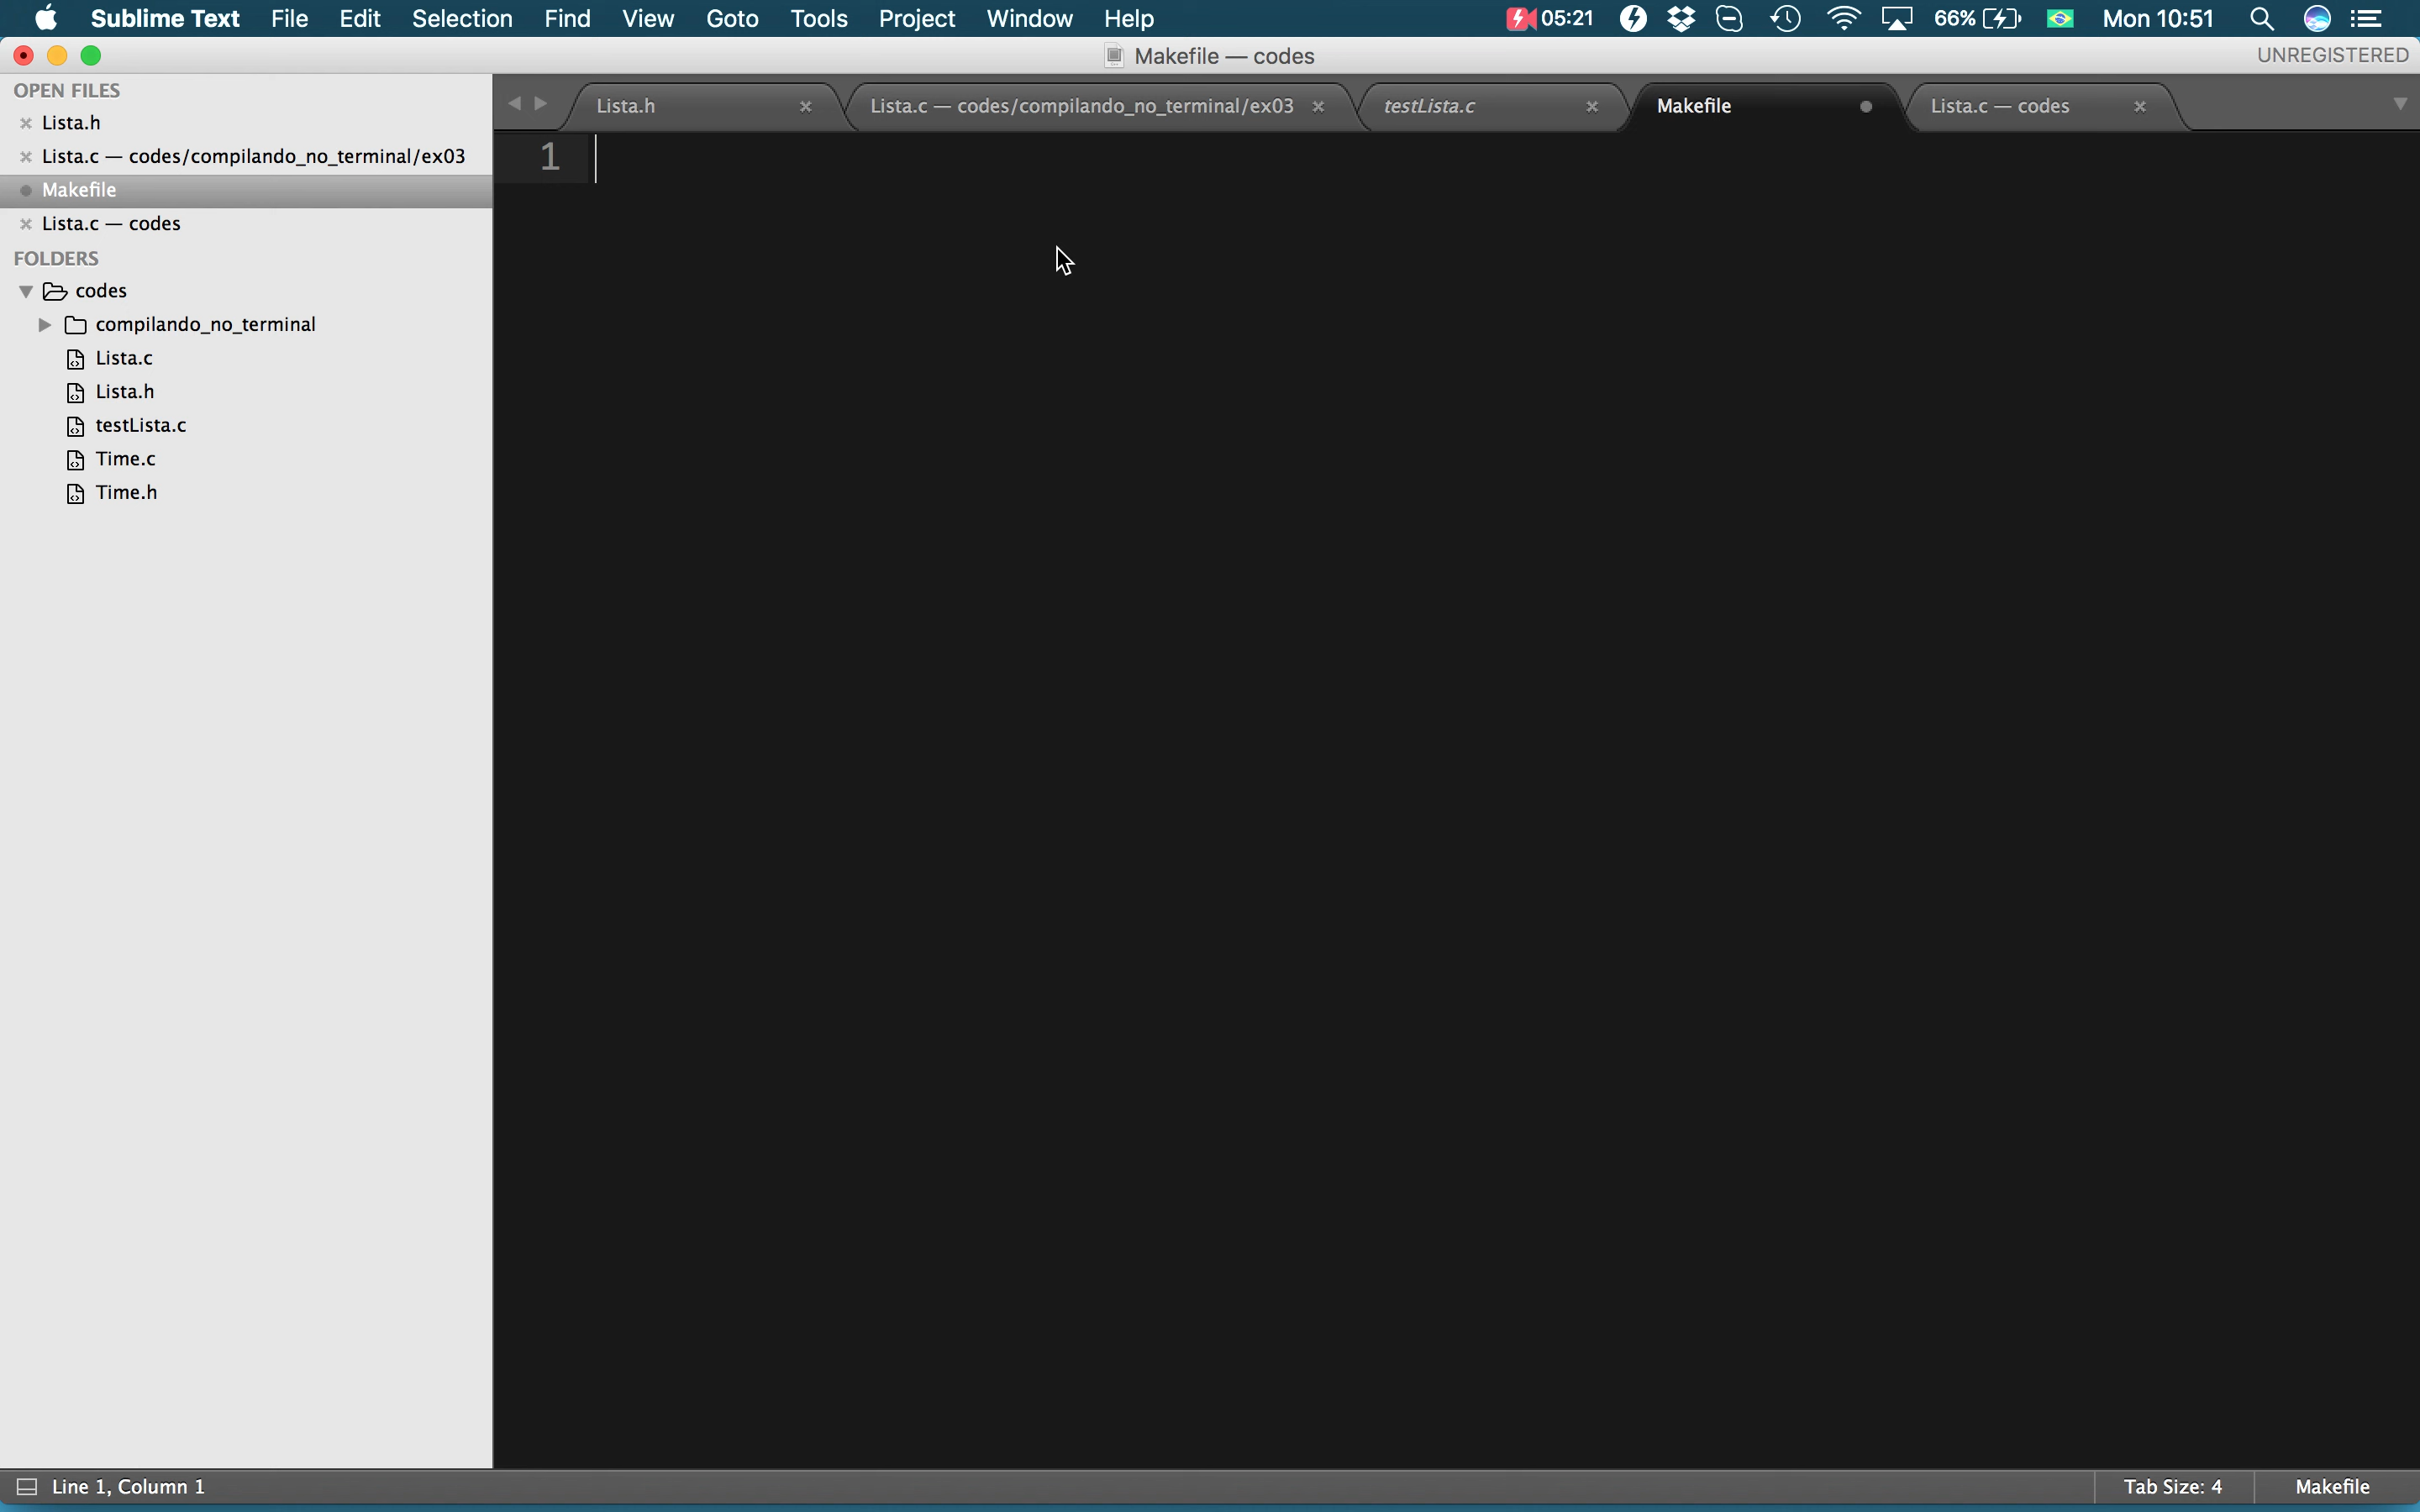 Sublime Text File Edit Selection Find View Goto Tools Project Window Help 05:21 66% Mon 10:51
Makefile — codes UNREGISTERED
OPEN FILES
Lista.h
Lista.c — codes/compilando_no_terminal/ex03
Makefile
Lista.c — codes
FOLDERS
codes
compilando_no_terminal
Lista.c
Lista.h
testLista.c
Time.c
Time.h
Lista.h Lista.c — codes/compilando_no_terminal/ex03 testLista.c Makefile Lista.c — codes
1
Line 1, Column 1 Tab Size: 4 Makefile